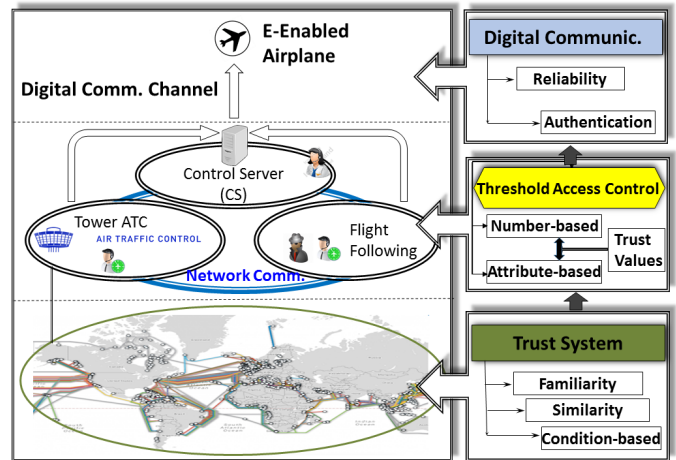 E-Enabled
Airplane
Digital Comm. Channel
Control Server
(CS)
Tower ATC
AIR TRAFFIC CONTROL
Flight
Following
Network Comm.
Digital Communic.
Reliability
Authentication
Threshold Access Control
Number-based
Trust
Values
Attribute-based
Trust System
Familiarity
Similarity
Condition-based